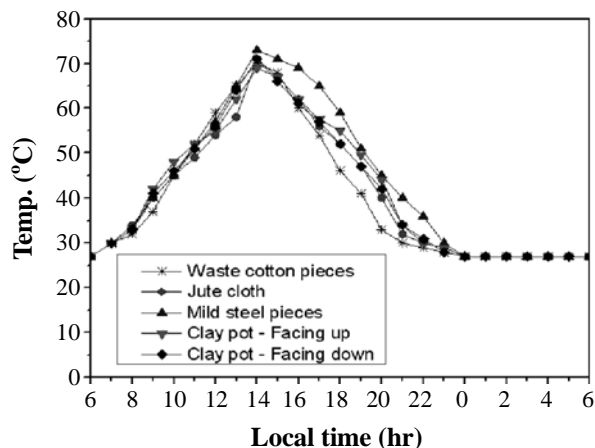 80
70
60
50
40
30
20
10
0
Temp. (°C)
Waste cotton pieces
Jute cloth
Mild steel pieces
Clay pot - Facing up
Clay pot - Facing down
6 8 10 12 14 16 18 20 22 0 2 4 6
Local time (hr)